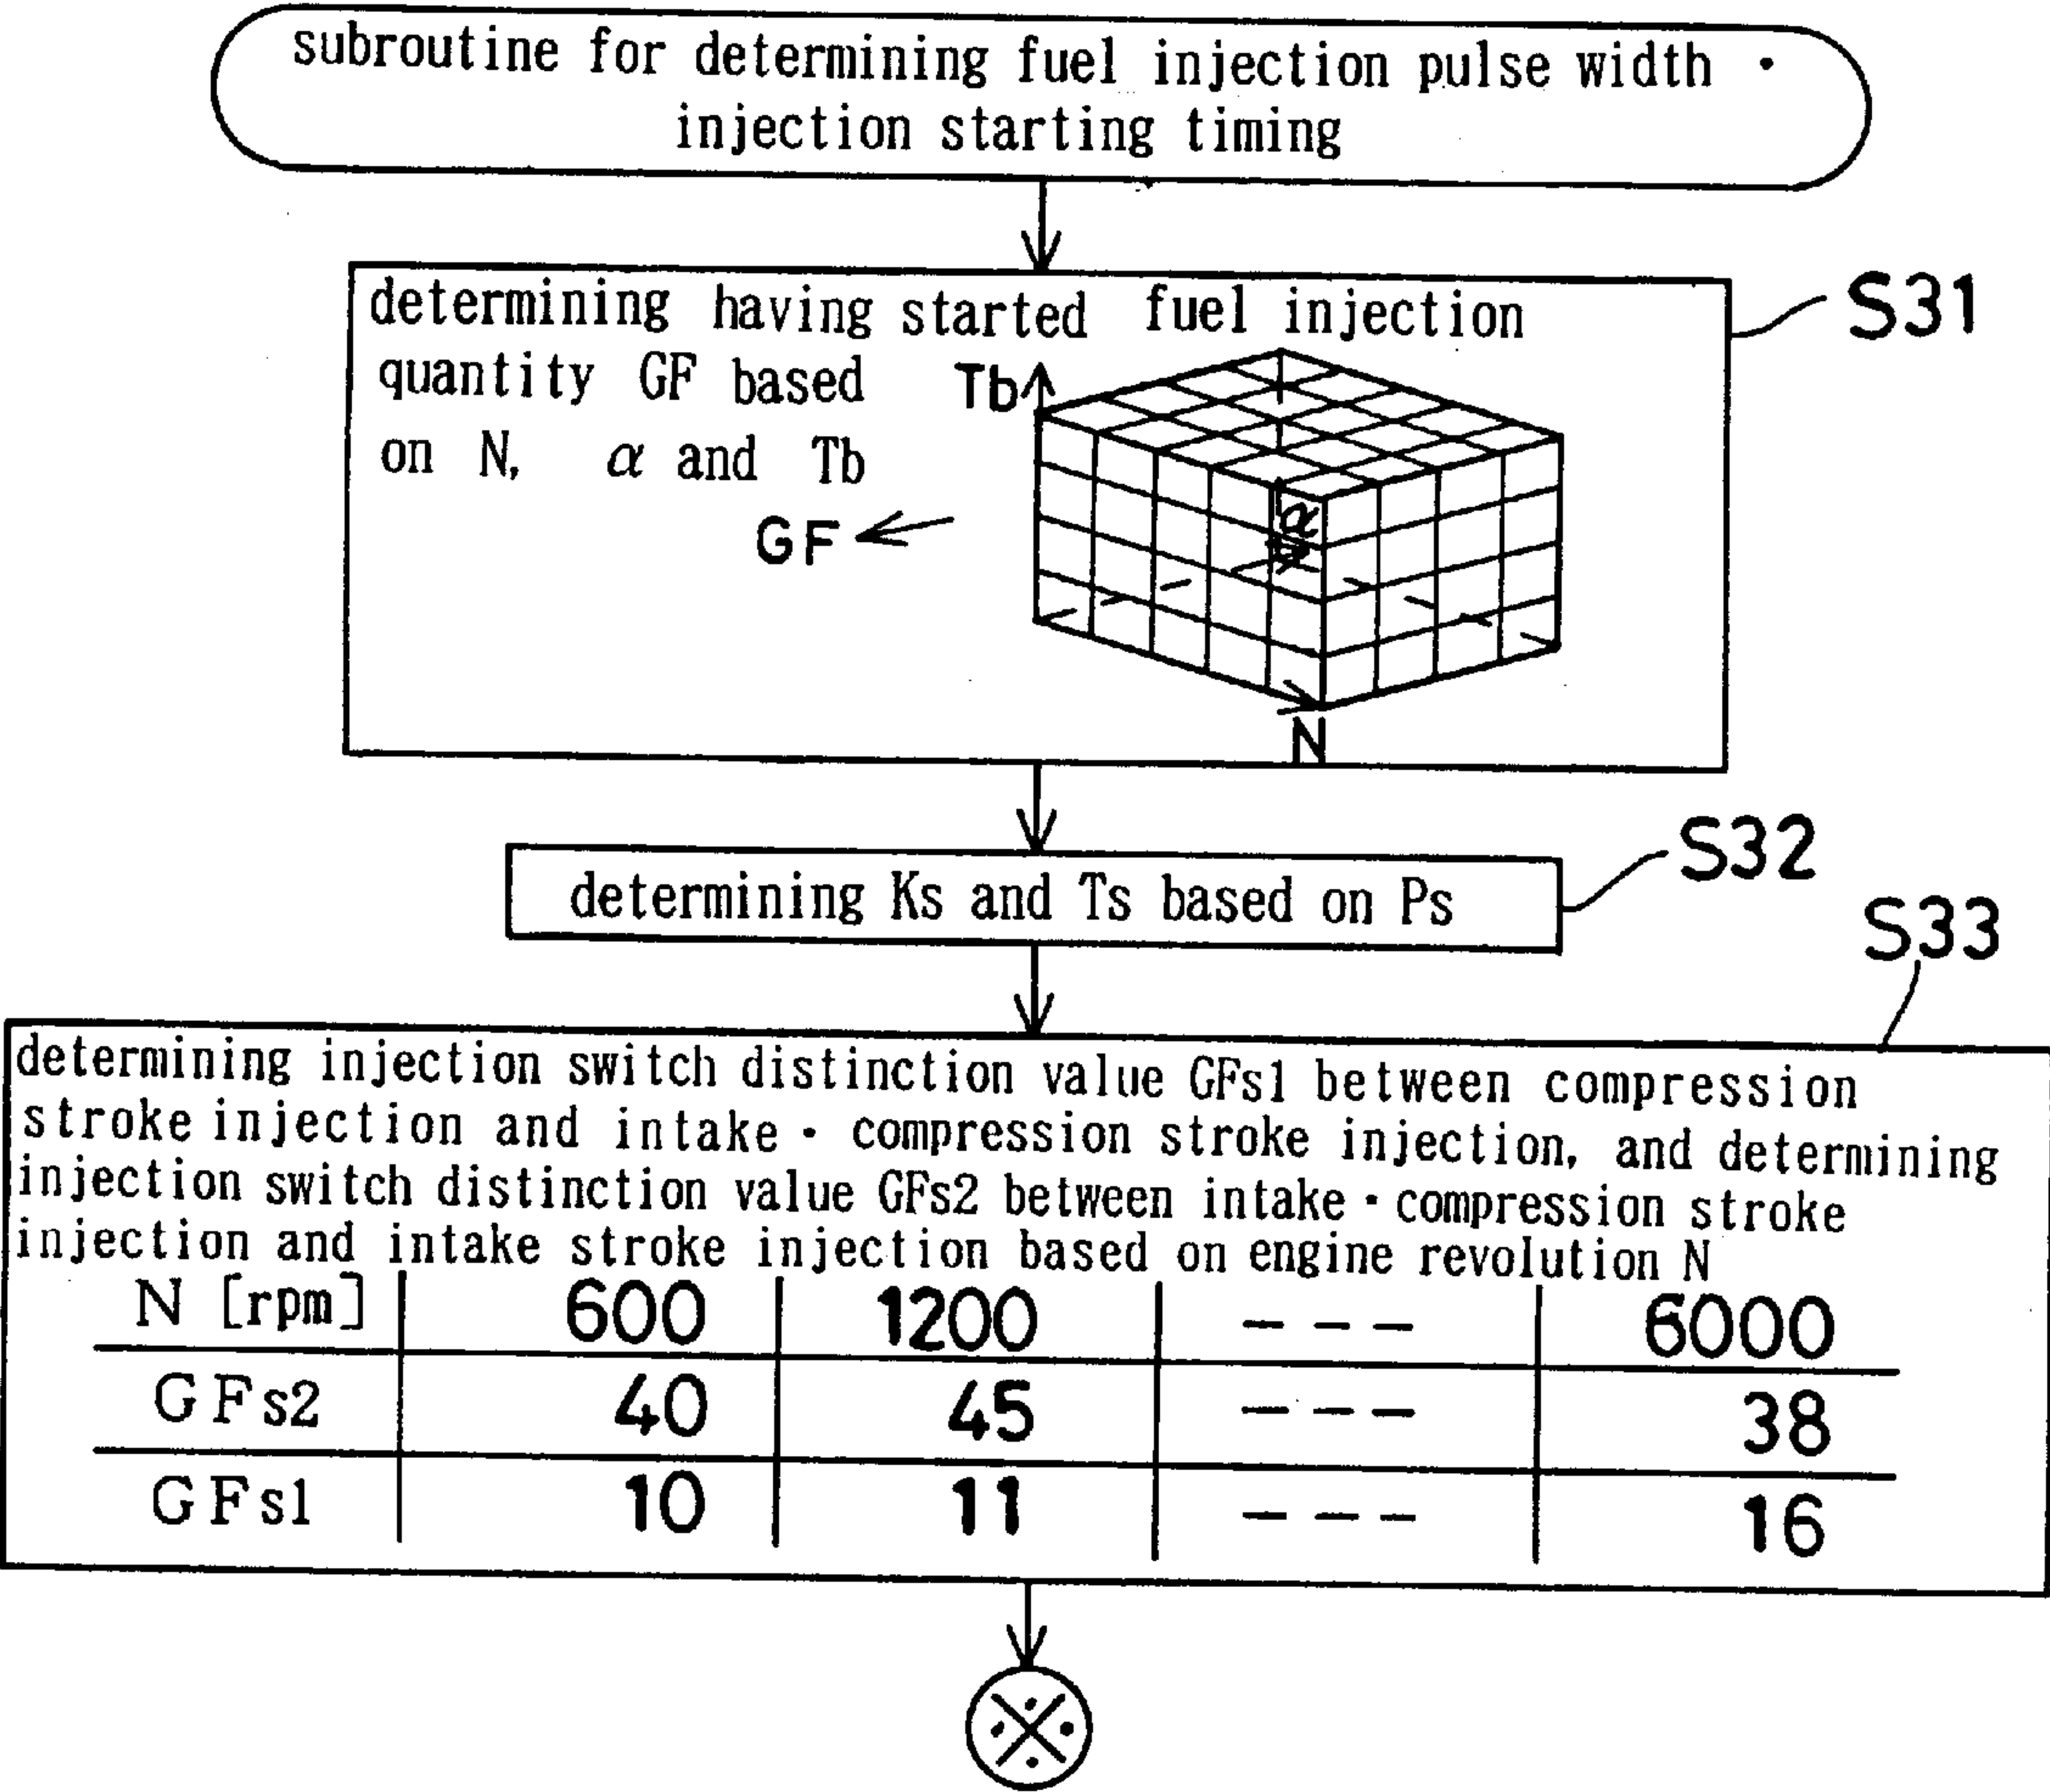 subroutine for determining fuel injection pulse width ・
injection starting timing
S31
determining having started fuel injection
quantity GF based
on N, α and Tb
Tb
α
GF
N
S32
determining Ks and Ts based on Ps
S33
determining injection switch distinction value GFs1 between compression
stroke injection and intake・compression stroke injection, and determining
injection switch distinction value GFs2 between intake・compression stroke
injection and intake stroke injection based on engine revolution N
N [rpm] 600 1200 --- 6000
GFs2 40 45 --- 38
GFs1 10 11 --- 16
※